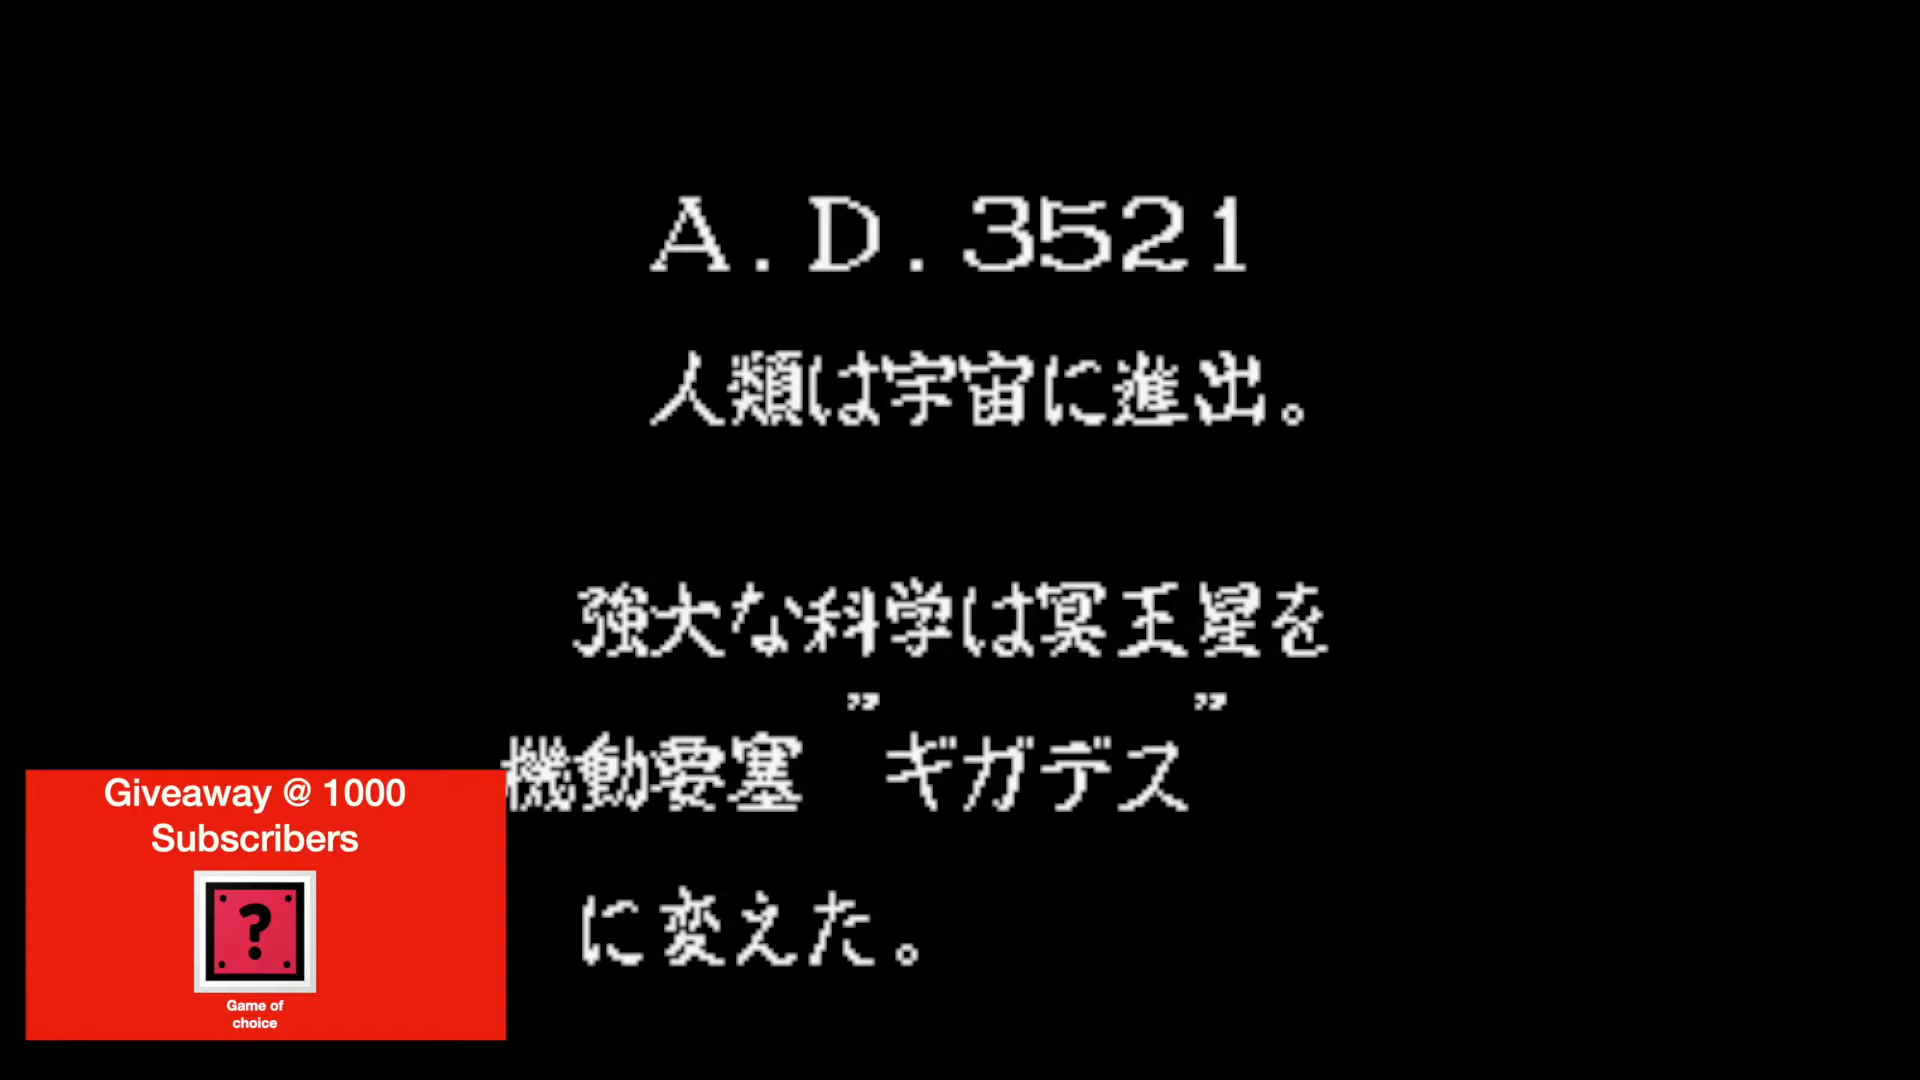 A.D.3521
人類は宇宙に進出。
強大な科学は冥王星を
機動要塞 ”ギガデス”
に変えた。
Giveaway @ 1000
Subscribers
?
Game of
choice